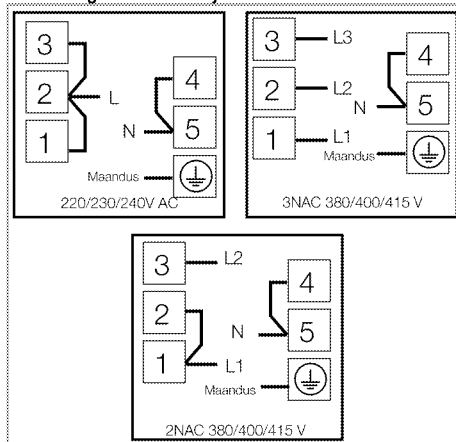 3
2 L
1
4
N 5
Maandus
220/230/240V AC
3 L3
2 L2
1 L1
4
N 5
Maandus
3NAC 380/400/415 V
3 L2
2
1 L1
4
N 5
Maandus
2NAC 380/400/415 V